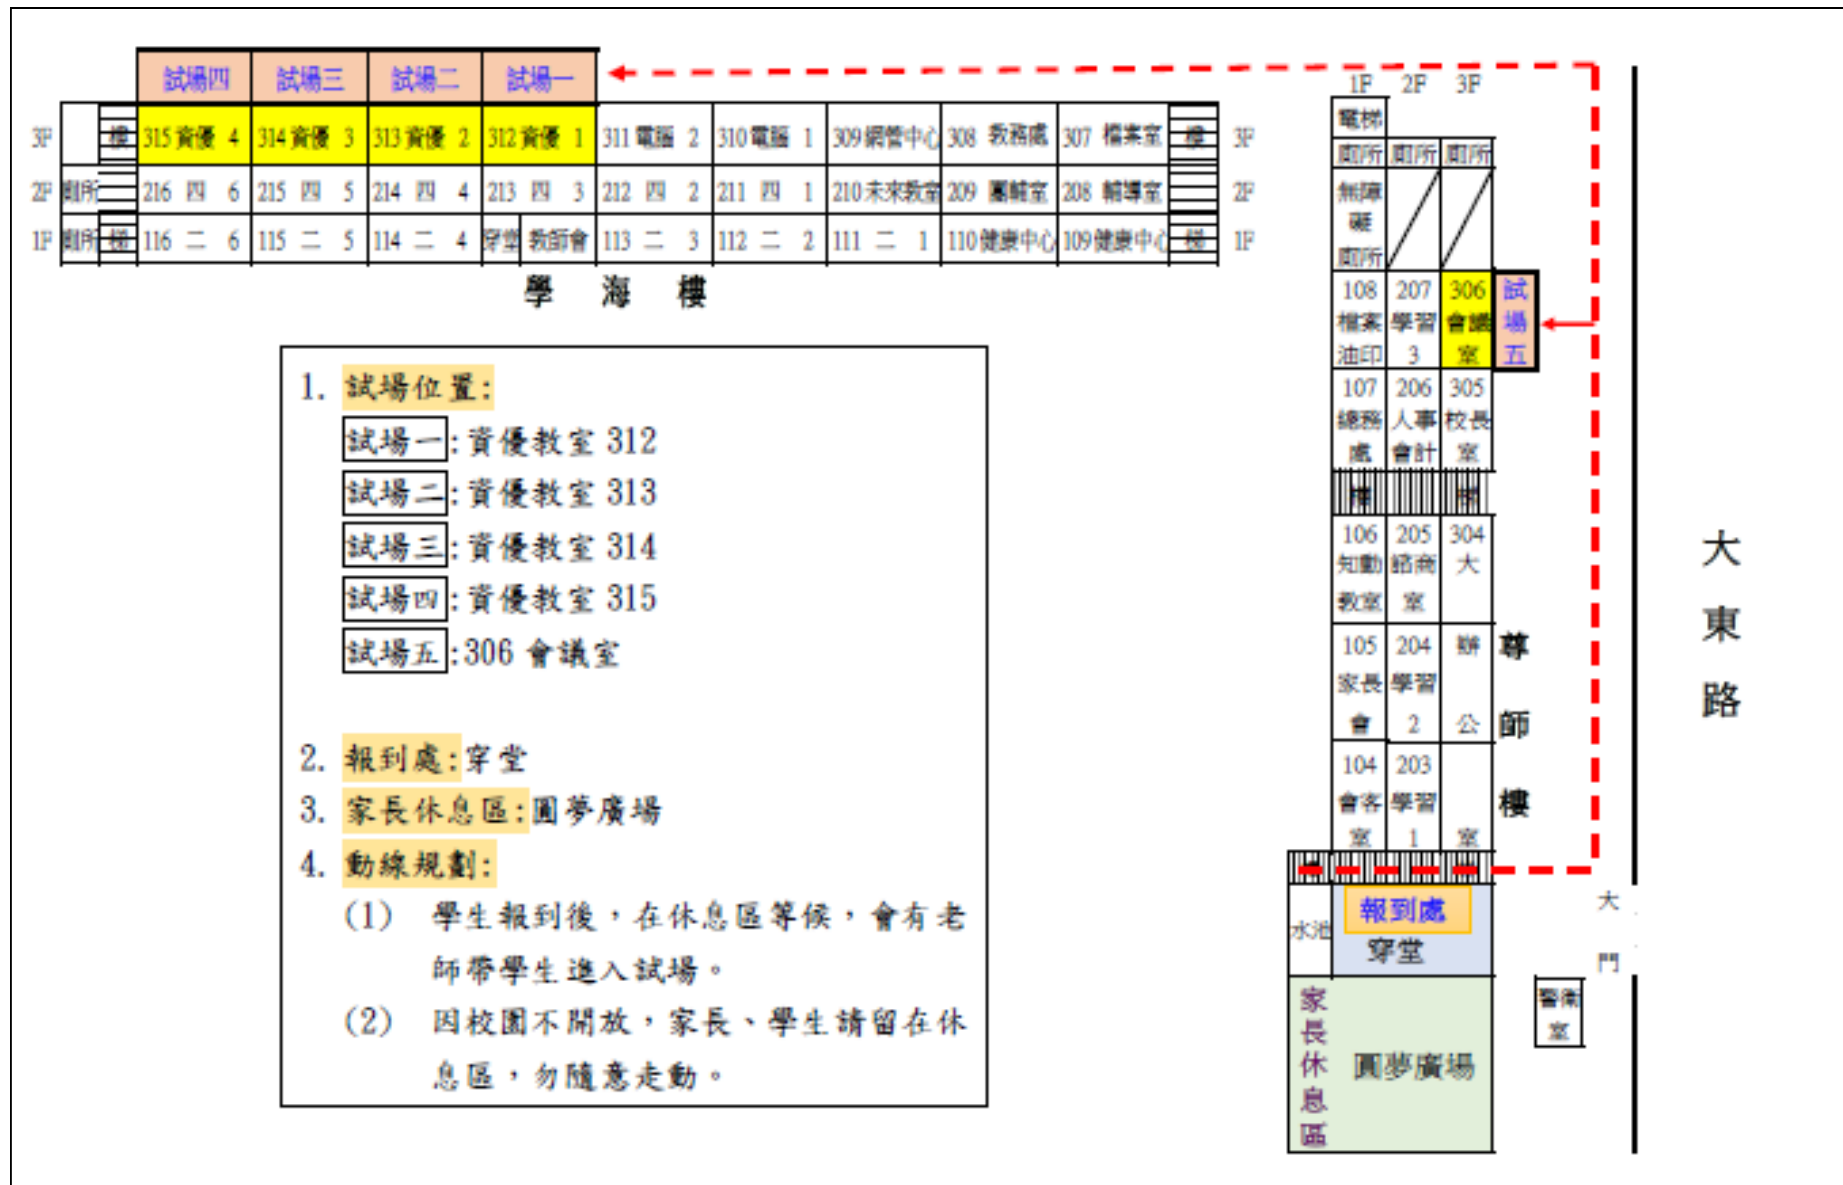 試場四 試場三 試場二 試場一
3F 樓 315 資優 4 314 資優 3 313 資優 2 312 資優 1 311 電腦 2 310 電腦 1 309 網管中心 308 教務處 307 檔案室 樓 3F
2F 廁所 216 四 6 215 四 5 214 四 4 213 四 3 212 四 2 211 四 1 210 未來教室 209 團輔室 208 輔導室 2F
1F 廁所 梯 116 二 6 115 二 5 114 二 4 穿堂 教師會 113 二 3 112 二 2 111 二 1 110 健康中心 109 健康中心 梯 1F
學 海 樓
1. 試場位置:
試場一:資優教室 312
試場二:資優教室 313
試場三:資優教室 314
試場四:資優教室 315
試場五:306 會議室
2. 報到處:穿堂
3. 家長休息區:圓夢廣場
4. 動線規劃:
(1) 學生報到後，在休息區等候，會有老
師帶學生進入試場。
(2) 因校園不開放，家長、學生請留在休
息區，勿隨意走動。
1F 2F 3F
電梯
廁所 廁所 廁所
無障
礙
廁所
108 207 306
檔案 學習 會議
油印 3 室
試場五
107 206 305
總務 人事 校長
處 會計 室
樓 梯
106 205 304
知動 諮商 大
教室 室
105 204 辦
家長 學習
會 2 公
104 203
會客 學習
室 1 室
尊師樓
水池
報到處
穿堂
家長休息區
圓夢廣場
大門
警衛
室
大東路